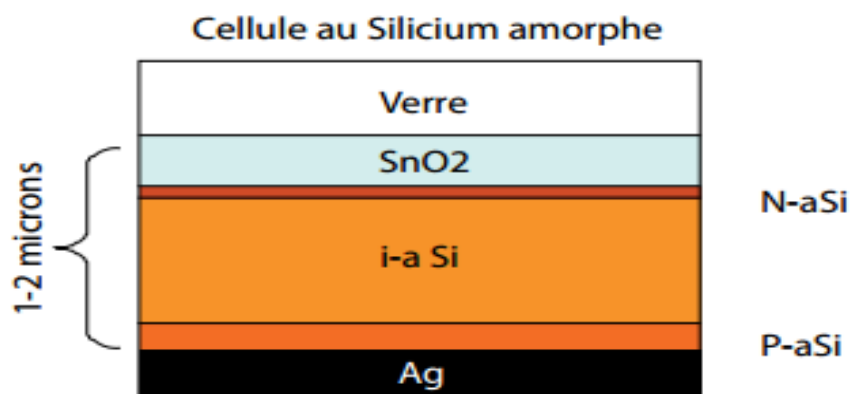 Cellule au Silicium amorphe
Verre
SnO2
N-aSi
i-a Si
1-2 microns
P-aSi
Ag